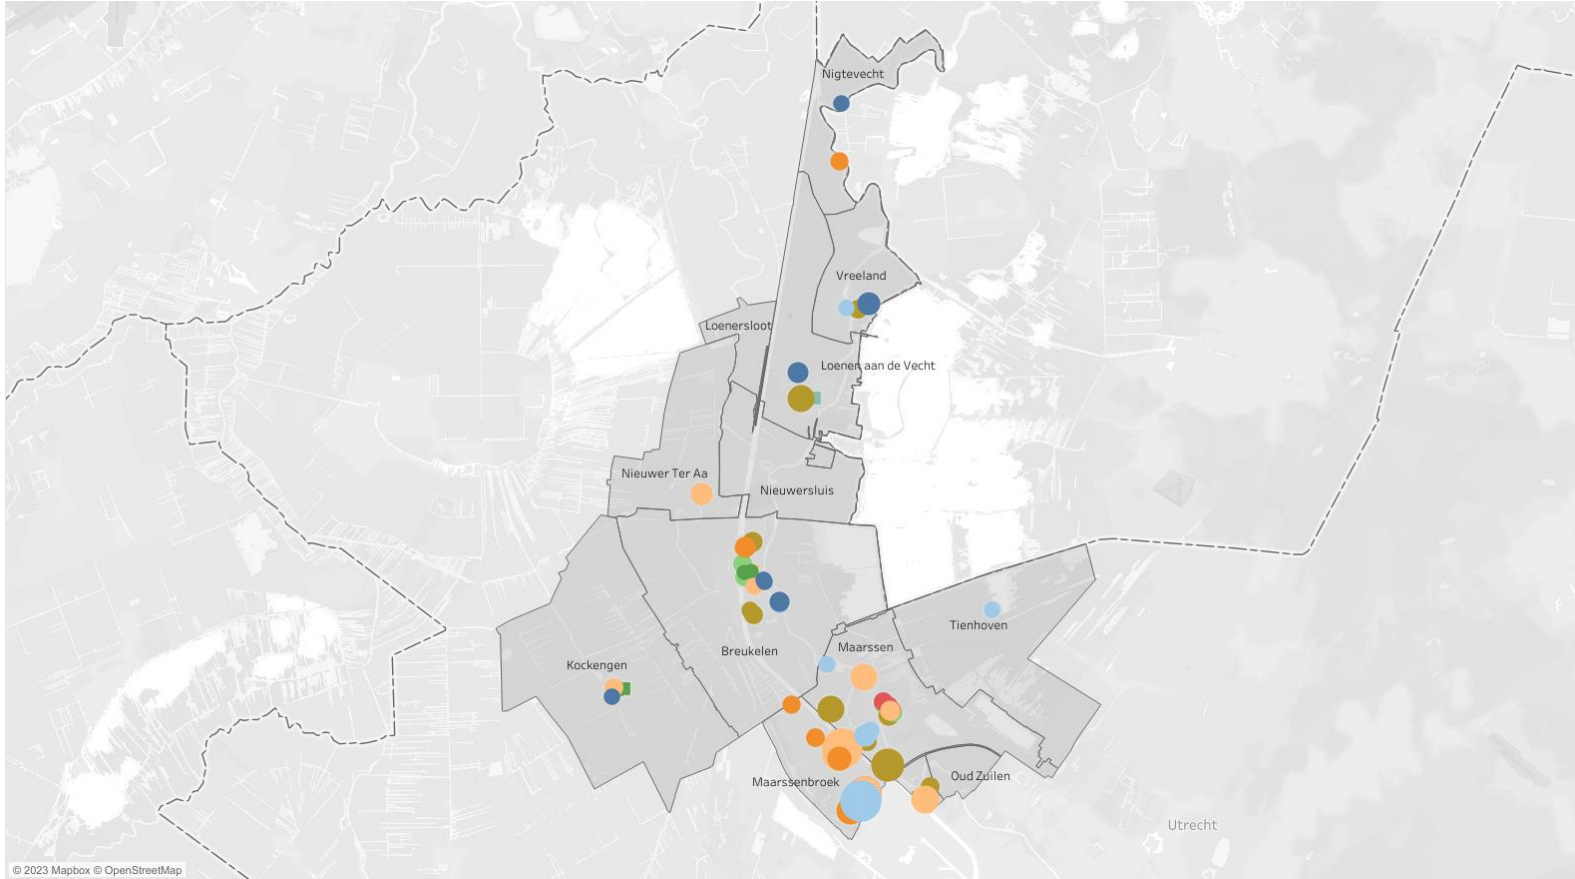 Nigtevecht
Vreeland
Loenersloot
Loenen aan de Vecht
Nieuwer Ter Aa
Nieuwersluis
Tienhoven
Breukelen
Maarssen
Kockengen
Maarssenbroek
Oud Zuilen
Utrecht
© 2023 Mapbox © OpenStreetMap